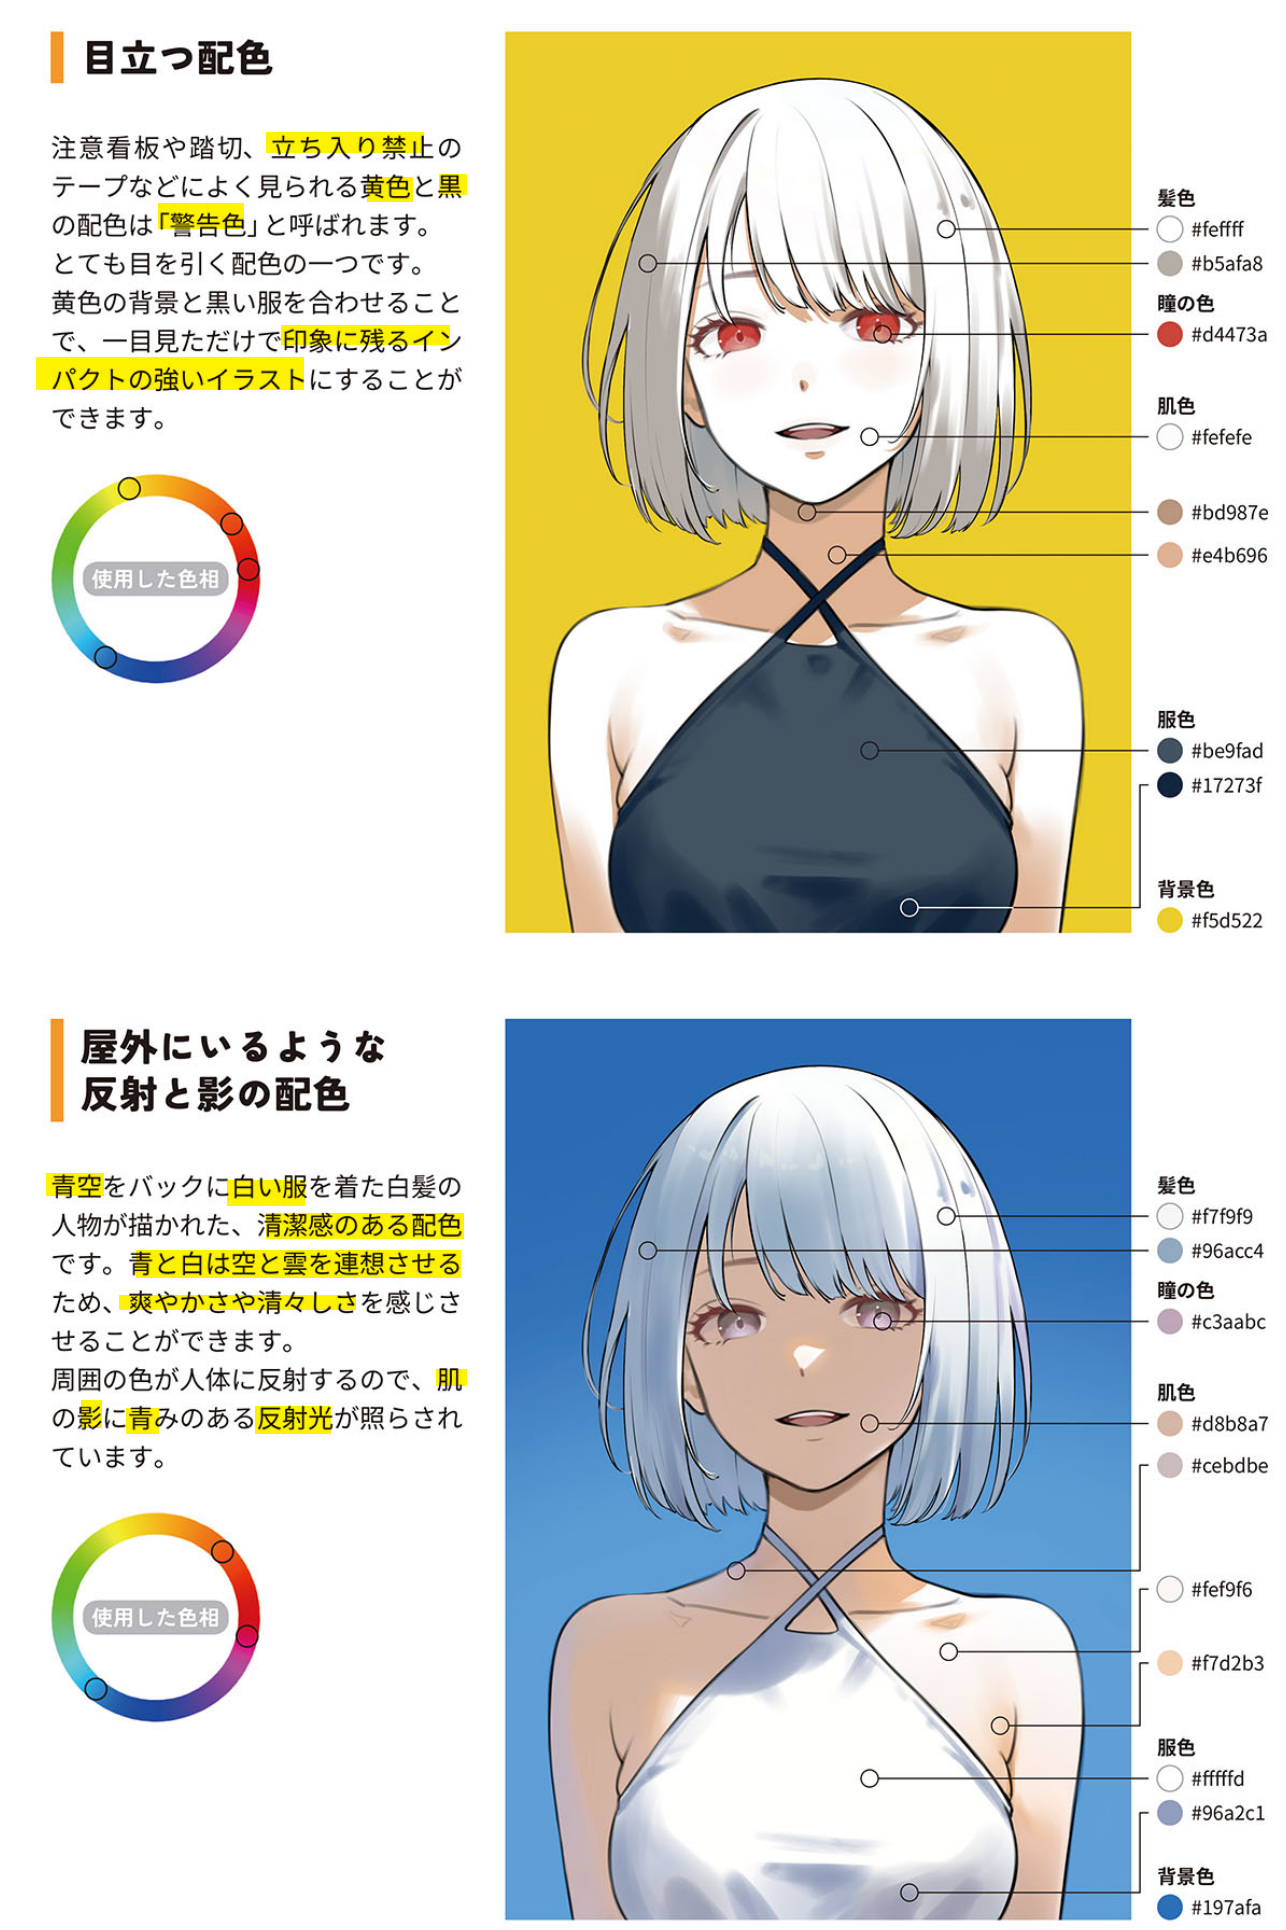 目立つ配色
注意看板や踏切、立ち入り禁止の
テープなどによく見られる黄色と黒
の配色は「警告色」と呼ばれます。
とても目を引く配色の一つです。
黄色の背景と黒い服を合わせること
で、一目見ただけで印象に残るイン
パクトの強いイラストにすることが
できます。
使用した色相
髪色
#feffff
#b5afa8
瞳の色
#d4473a
肌色
#fefefe
#bd987e
#e4b696
服色
#be9fad
#17273f
背景色
#f5d522
屋外にいるような
反射と影の配色
青空をバックに白い服を着た白髪の
人物が描かれた、清潔感のある配色
です。青と白は空と雲を連想させる
ため、爽やかさや清々しさを感じさ
せることができます。
周囲の色が人体に反射するので、肌
の影に青みのある反射光が照らされ
ています。
使用した色相
髪色
#f7f9f9
#96acc4
瞳の色
#c3aabc
肌色
#d8b8a7
#cebdbe
#fef9f6
#f7d2b3
服色
#fffffd
#96a2c1
背景色
#197afa